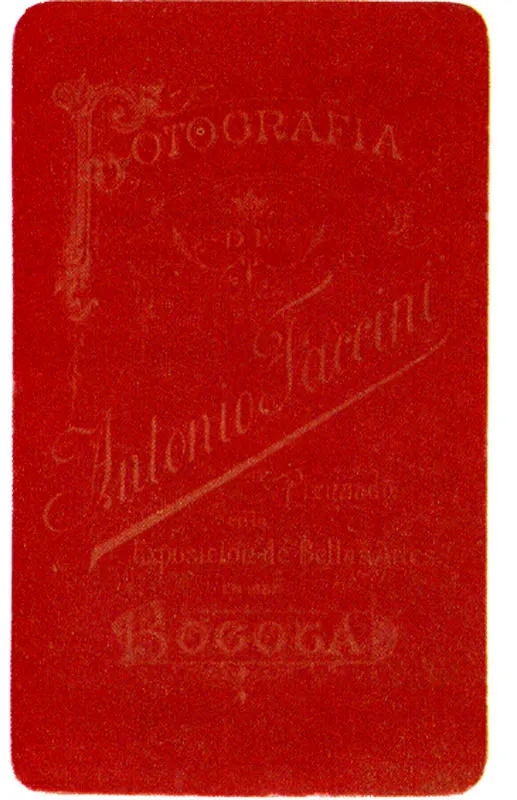 FOTOGRAFIA
DE
Antonio Faccini
Premiado
en la
Exposicion de Bellas Artes
BOGOTA